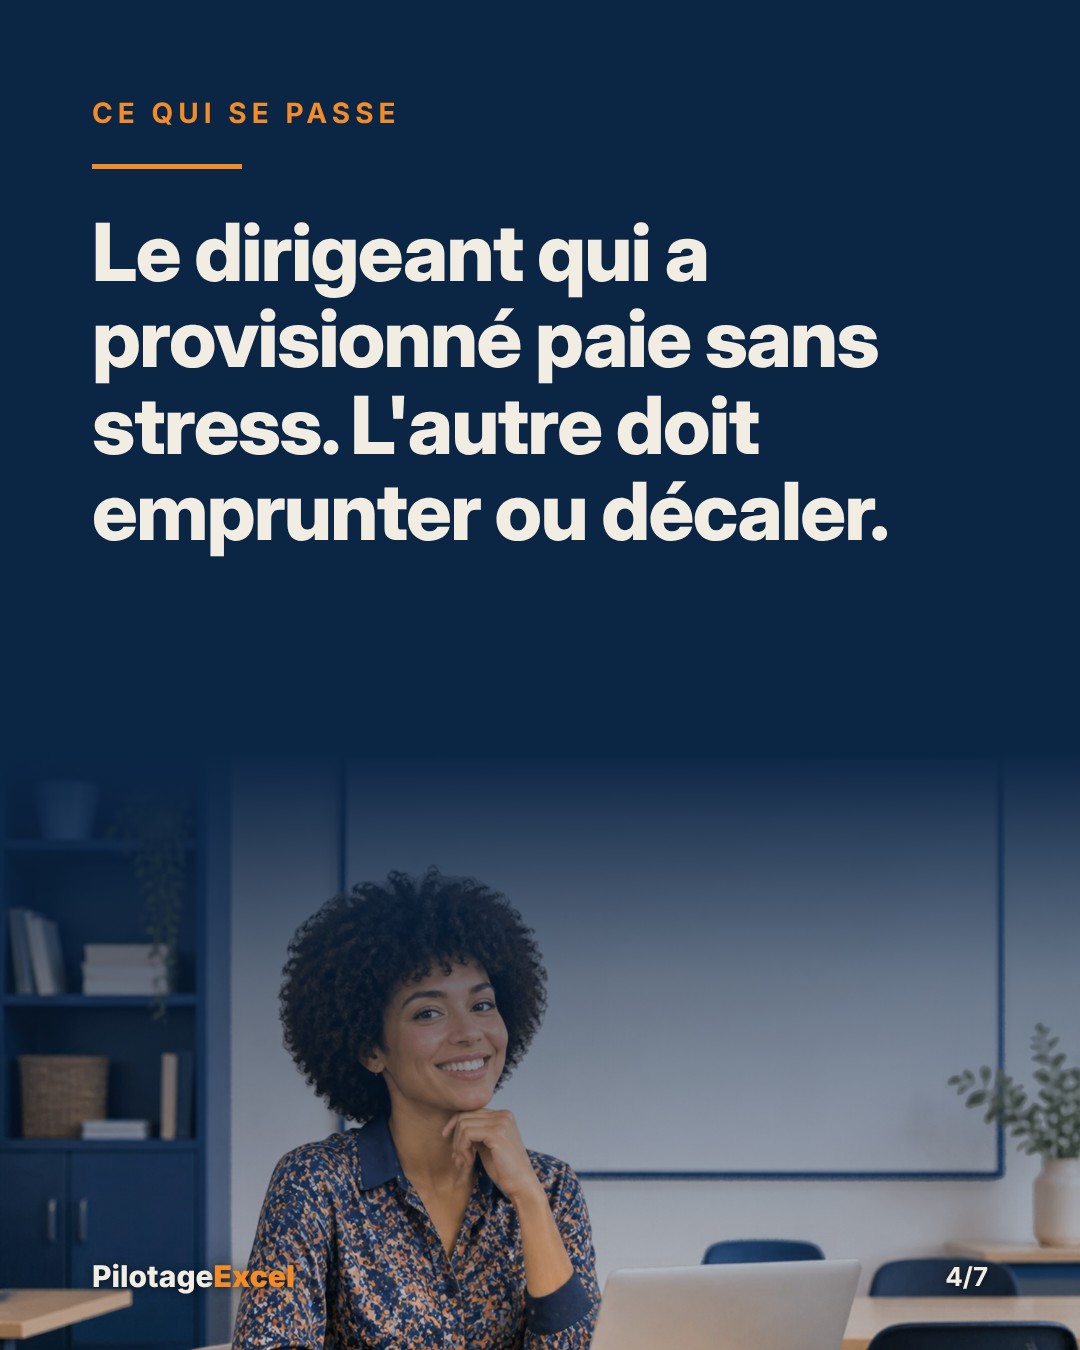 CE QUI SE PASSE
Le dirigeant qui a
provisionné paie sans
stress. L'autre doit
emprunter ou décaler.
PilotageExcel
4/7